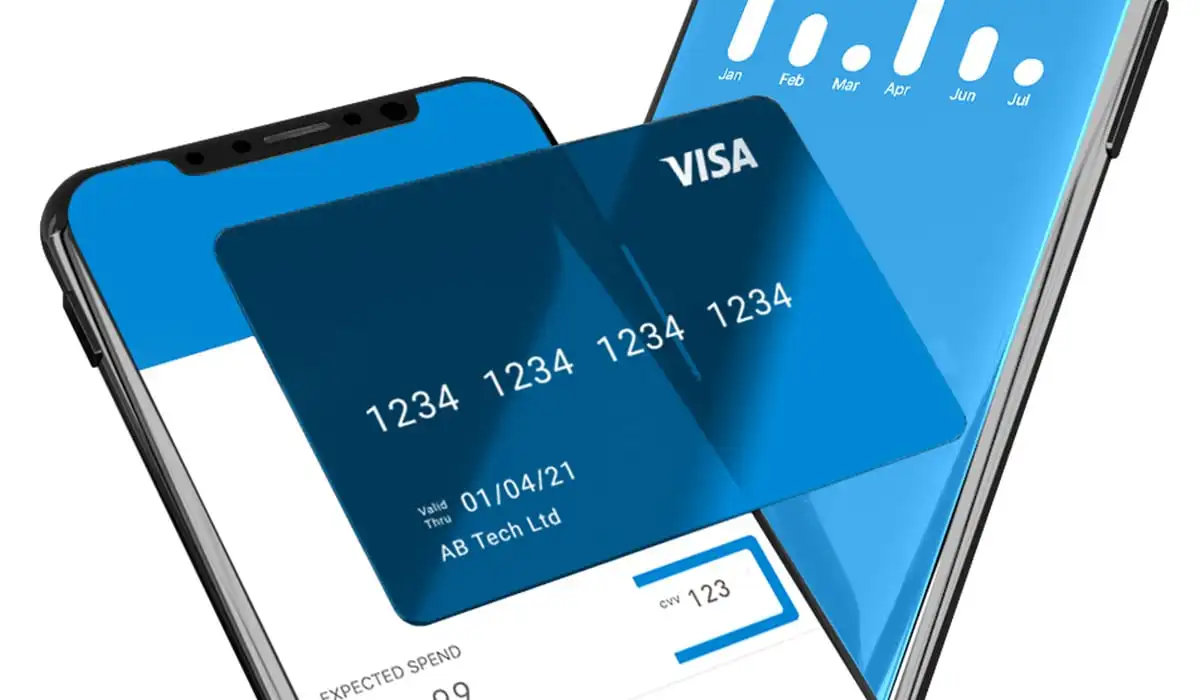 Jan Feb Mar Apr Jun Jul
VISA
1234 1234 1234 1234
Valid
Thru
01/04/21
AB Tech Ltd
CVV 123
EXPECTED SPEND
99